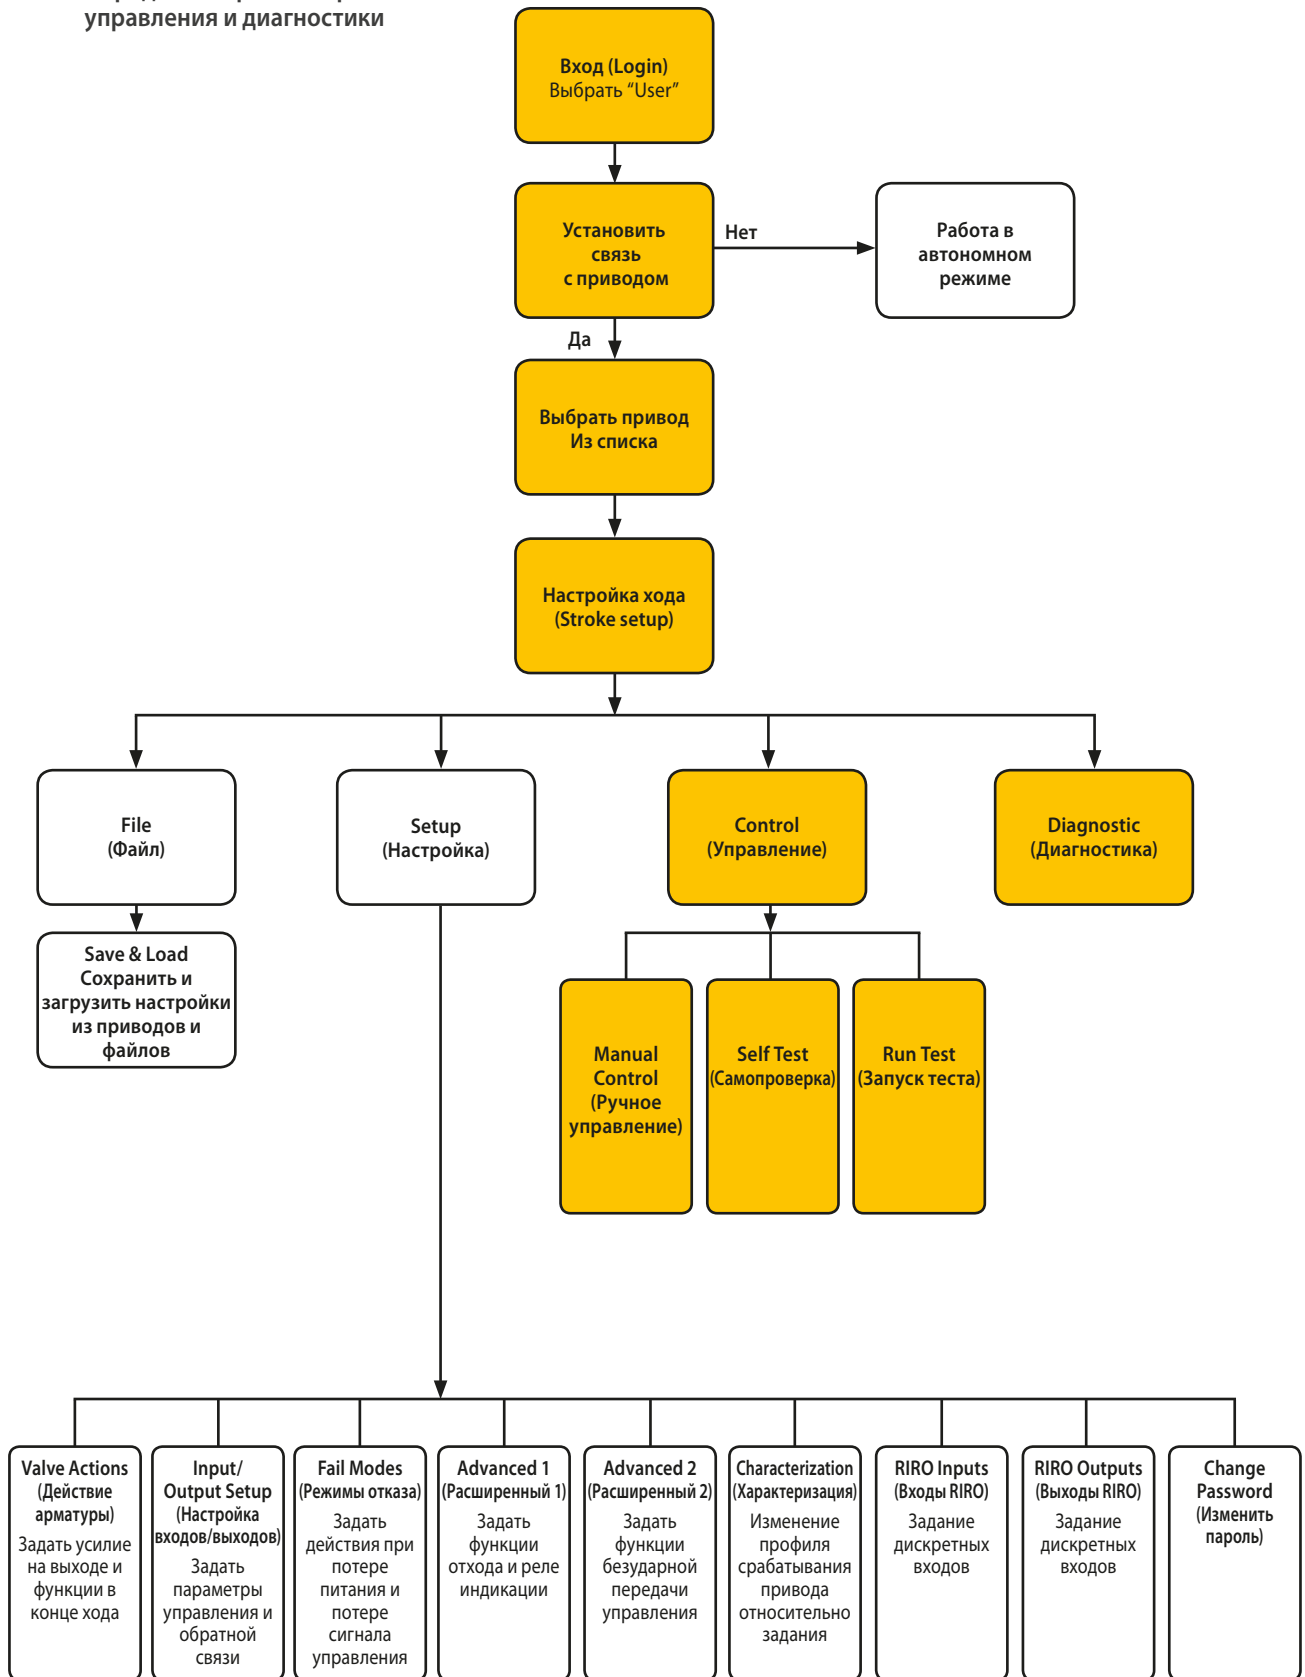 управления и диагностики
Вход (Login)
Выбрать “User”
Установить
связь
с приводом
Нет
Работа в
автономном
режиме
Да
Выбрать привод
Из списка
Настройка хода
(Stroke setup)
File
(Файл)
Setup
(Настройка)
Control
(Управление)
Diagnostic
(Диагностика)
Save & Load
Сохранить и
загрузить настройки
из приводов и
файлов
Manual
Control
(Ручное
управление)
Self Test
(Самопроверка)
Run Test
(Запуск теста)
Valve Actions
(Действие
арматуры)
Задать усилие
на выходе и
функции в
конце хода
Input/
Output Setup
(Настройка
входов/выходов)
Задать
параметры
управления и
обратной
связи
Fail Modes
(Режимы отказа)
Задать
действия при
потере
питания и
потере
сигнала
управления
Advanced 1
(Расширенный 1)
Задать
функции
отхода и реле
индикации
Advanced 2
(Расширенный 2)
Задать
функции
безударной
передачи
управления
Characterization
(Характеризация)
Изменение
профиля
срабатывания
привода
относительно
задания
RIRO Inputs
(Входы RIRO)
Задание
дискретных
входов
RIRO Outputs
(Выходы RIRO)
Задание
дискретных
входов
Change
Password
(Изменить
пароль)